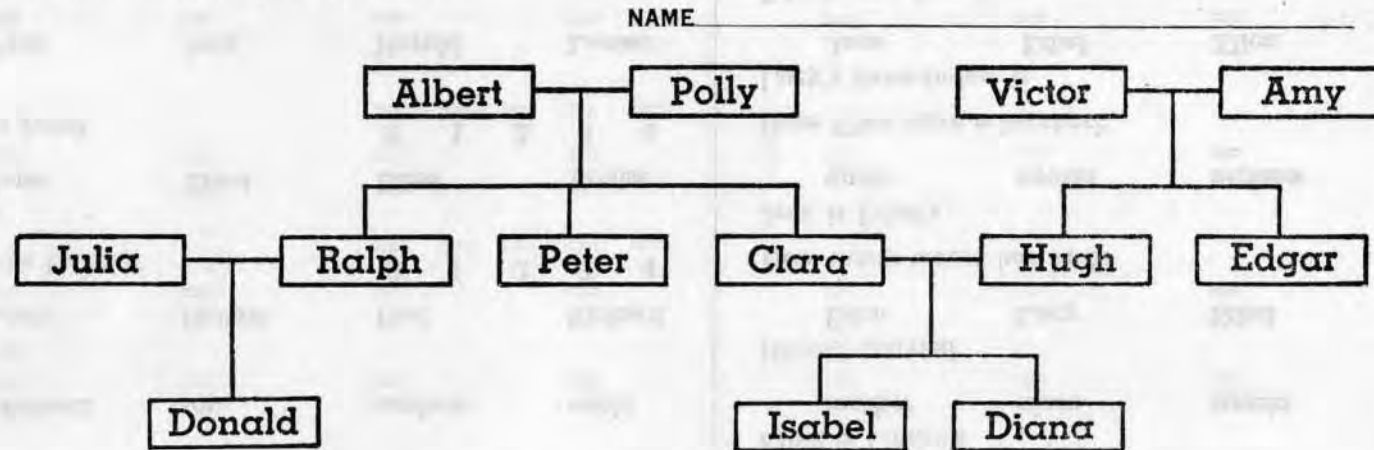 NAME
Albert Polly Victor Amy
Julia Ralph Peter Clara Hugh Edgar
Donald Isabel Diana